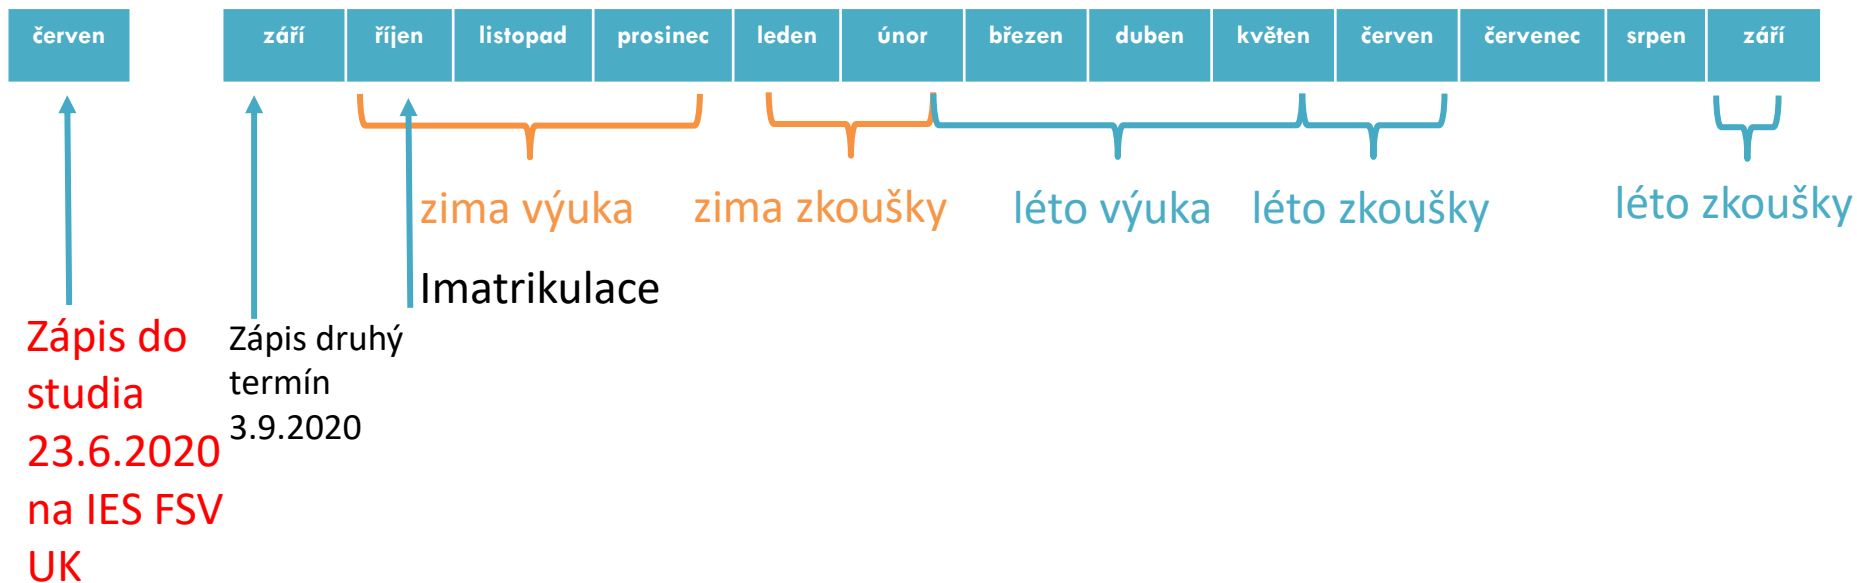 červen září říjen listopad prosinec leden únor březen duben květen červen červenec srpen září
zima výuka zima zkoušky léto výuka léto zkoušky léto zkoušky
Imatrikulace
Zápis do
studia
23.6.2020
na IES FSV
UK
Zápis druhý
termín
3.9.2020